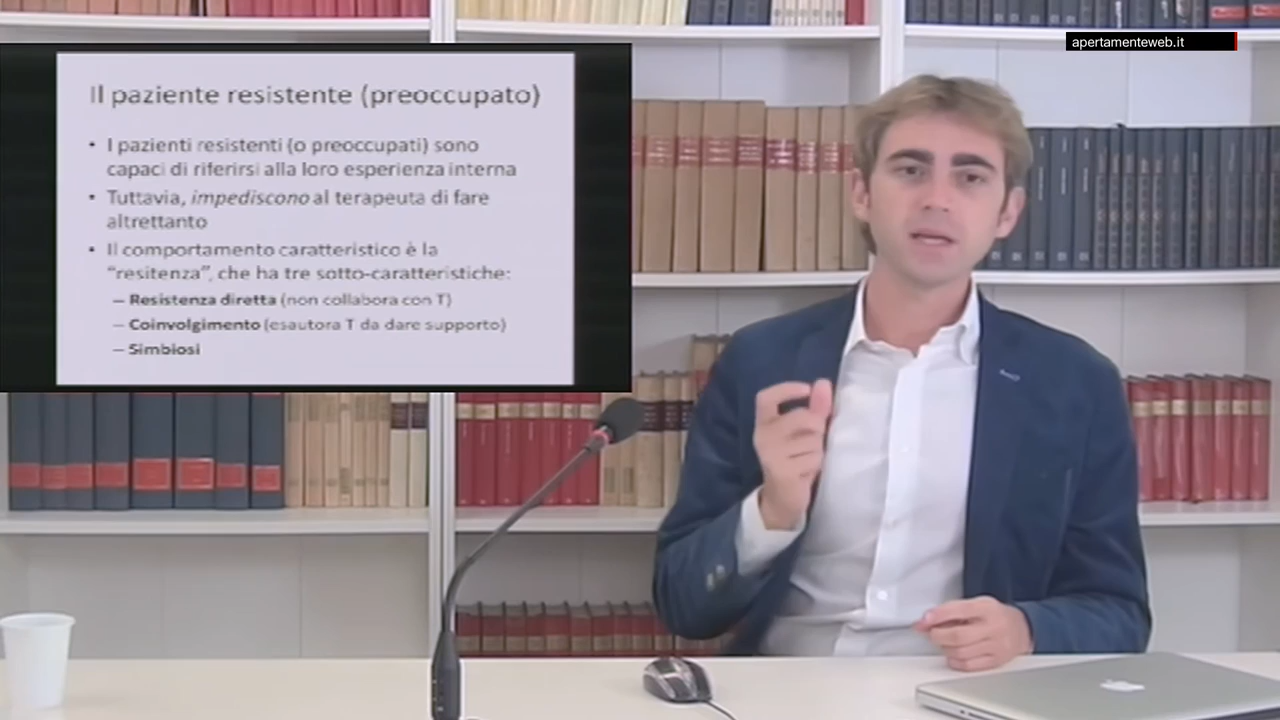 apertamenteweb.it
Il paziente resistente (preoccupato)
• I pazienti resistenti (o preoccupati) sono
capaci di riferirsi alla loro esperienza interna
• Tuttavia, impediscono al terapeuta di fare
altrettanto
• Il comportamento caratteristico è la
“resitenza”, che ha tre sotto-caratteristiche:
– Resistenza diretta (non collabora con T)
– Coinvolgimento (esautora T da dare supporto)
– Simbiosi